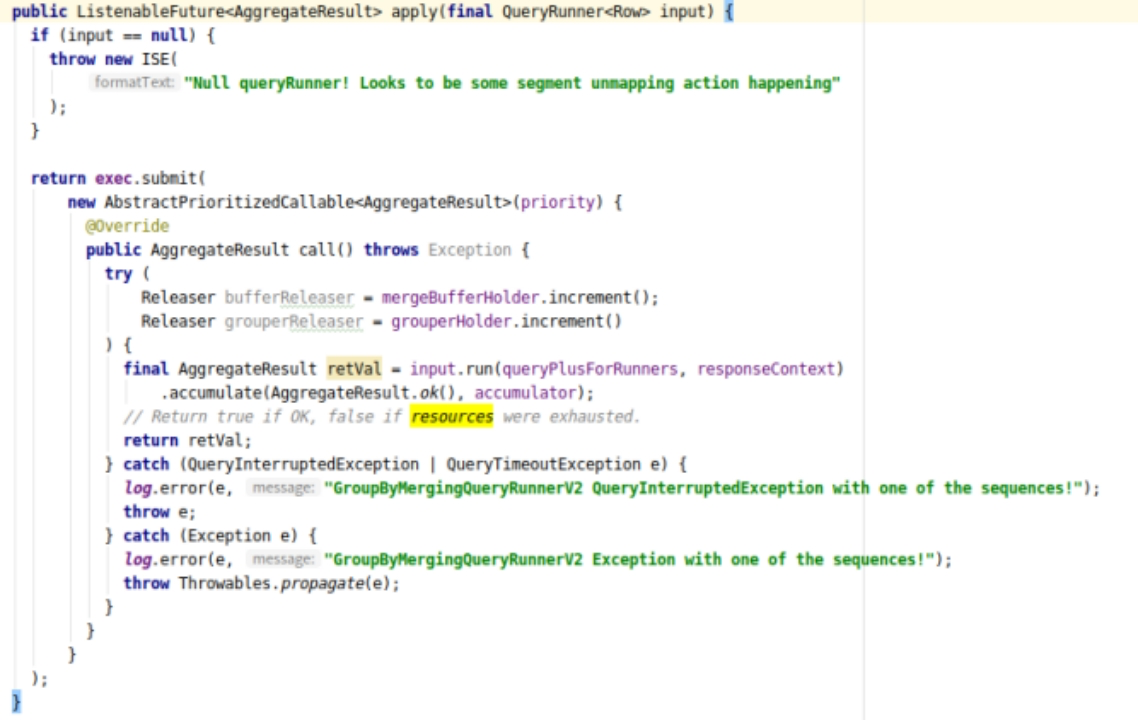 public ListenableFuture<AggregateResult> apply(final QueryRunner<Row> input) {
if (input == null) {
throw new ISE(
formatText: "Null queryRunner! Looks to be some segment unmapping action happening"
);
}
return exec.submit(
new AbstractPrioritizedCallable<AggregateResult>(priority) {
@Override
public AggregateResult call() throws Exception {
try (
Releaser bufferReleaser = mergeBufferHolder.increment();
Releaser grouperReleaser = grouperHolder.increment()
) {
final AggregateResult retVal = input.run(queryPlusForRunners, responseContext)
.accumulate(AggregateResult.ok(), accumulator);
// Return true if OK, false if resources were exhausted.
return retVal;
} catch (QueryInterruptedException | QueryTimeoutException e) {
log.error(e, message: "GroupByMergingQueryRunnerV2 QueryInterruptedException with one of the sequences!");
throw e;
} catch (Exception e) {
log.error(e, message: "GroupByMergingQueryRunnerV2 Exception with one of the sequences!");
throw Throwables.propagate(e);
}
}
}
);
}